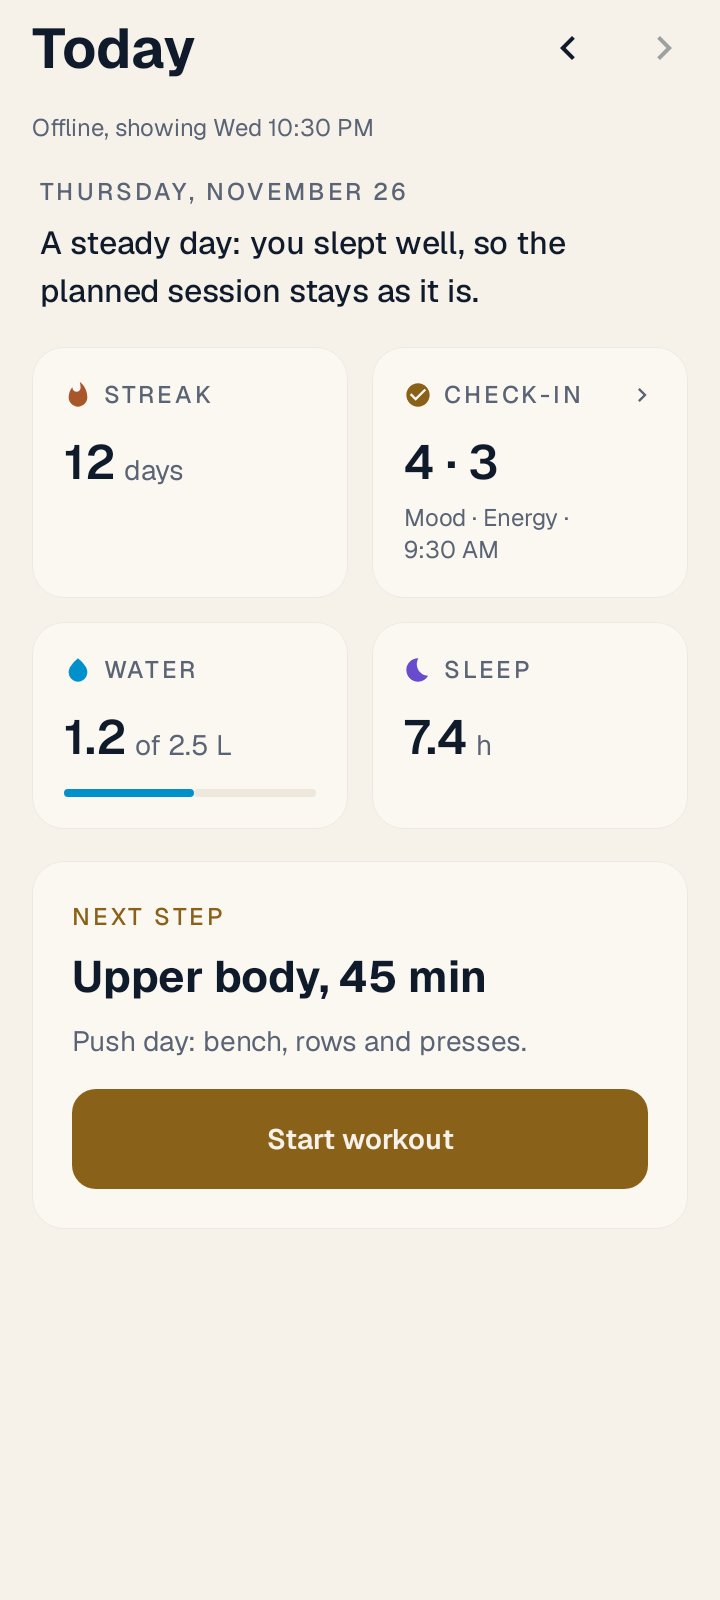 Today
Offline, showing Wed 10:30 PM
THURSDAY, NOVEMBER 26
A steady day: you slept well, so the
planned session stays as it is.
STREAK
12 days
CHECK-IN
4 · 3
Mood · Energy ·
9:30 AM
WATER
1.2 of 2.5 L
SLEEP
7.4 h
NEXT STEP
Upper body, 45 min
Push day: bench, rows and presses.
Start workout